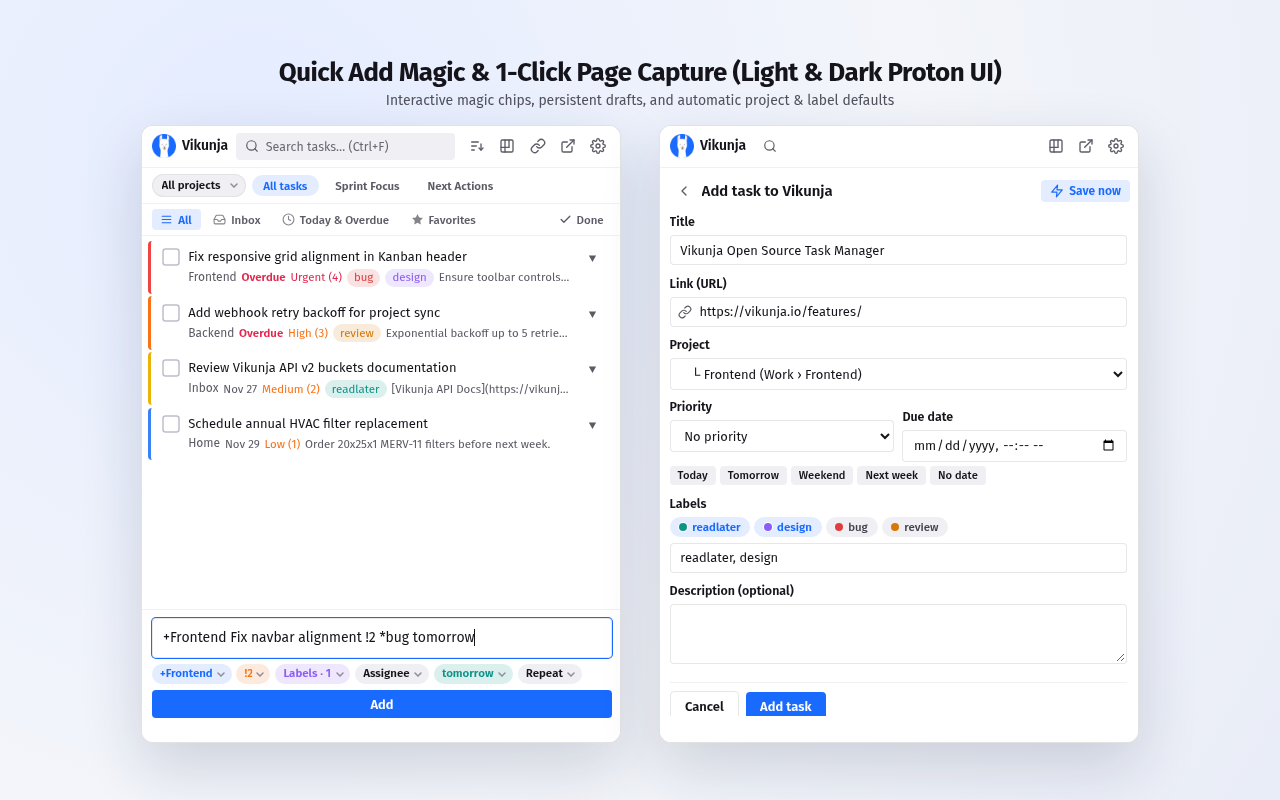 Quick Add Magic & 1-Click Page Capture (Light & Dark Proton UI)
Interactive magic chips, persistent drafts, and automatic project & label defaults
Vikunja
Search tasks... (Ctrl+F)
All projects All tasks Sprint Focus Next Actions
All Inbox Today & Overdue Favorites Done
Fix responsive grid alignment in Kanban header
Frontend Overdue Urgent (4) bug design Ensure toolbar controls...
Add webhook retry backoff for project sync
Backend Overdue High (3) review Exponential backoff up to 5 retrie...
Review Vikunja API v2 buckets documentation
Inbox Nov 27 Medium (2) readlater [Vikunja API Docs](https://vikunj...
Schedule annual HVAC filter replacement
Home Nov 29 Low (1) Order 20x25x1 MERV-11 filters before next week.
+Frontend Fix navbar alignment !2 *bug tomorrow
+Frontend !2 Labels · 1 Assignee tomorrow Repeat
Add
Vikunja
Add task to Vikunja Save now
Title
Vikunja Open Source Task Manager
Link (URL)
https://vikunja.io/features/
Project
└ Frontend (Work › Frontend)
Priority
No priority
Due date
mm/dd/yyyy, --:-- --
Today Tomorrow Weekend Next week No date
Labels
readlater design bug review
readlater, design
Description (optional)
Cancel Add task